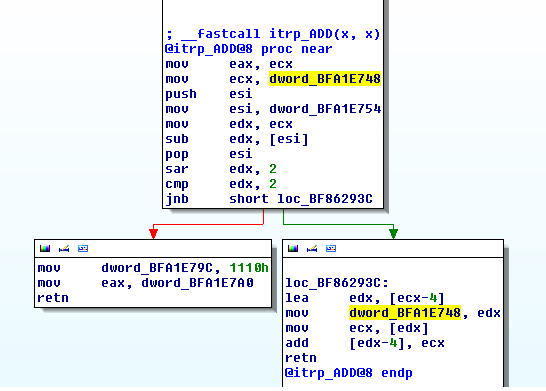 ; __fastcall itrp_ADD(x, x)
@itrp_ADD@8 proc near
mov eax, ecx
mov ecx, dword_BFA1E748
push esi
mov esi, dword_BFA1E754
mov edx, ecx
sub edx, [esi]
pop esi
sar edx, 2
cmp edx, 2
jnb short loc_BF86293C
mov dword_BFA1E79C, 1110h
mov eax, dword_BFA1E7A0
retn
loc_BF86293C:
lea edx, [ecx-4]
mov dword_BFA1E748, edx
mov ecx, [edx]
add [edx-4], ecx
retn
@itrp_ADD@8 endp